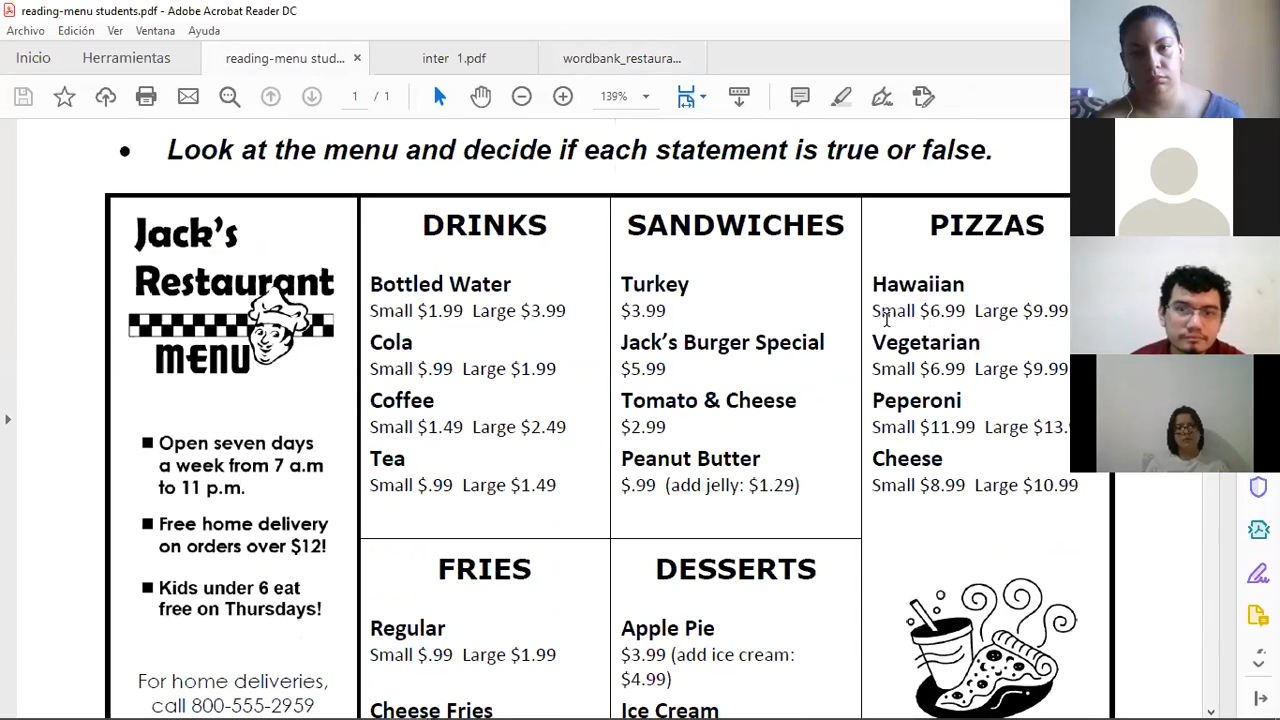 reading-menu students.pdf - Adobe Acrobat Reader DC
Archivo Edición Ver Ventana Ayuda
Inicio Herramientas reading-menu stud... × inter 1.pdf wordbank_restaura...
1 / 1 139%
• Look at the menu and decide if each statement is true or false.
Jack's
Restaurant
MENU
■ Open seven days
a week from 7 a.m
to 11 p.m.
■ Free home delivery
on orders over $12!
■ Kids under 6 eat
free on Thursdays!
For home deliveries,
call 800-555-2959
DRINKS
Bottled Water
Small $1.99 Large $3.99
Cola
Small $.99 Large $1.99
Coffee
Small $1.49 Large $2.49
Tea
Small $.99 Large $1.49
SANDWICHES
Turkey
$3.99
Jack's Burger Special
$5.99
Tomato & Cheese
$2.99
Peanut Butter
$.99 (add jelly: $1.29)
PIZZAS
Hawaiian
Small $6.99 Large $9.99
Vegetarian
Small $6.99 Large $9.99
Peperoni
Small $11.99 Large $13.
Cheese
Small $8.99 Large $10.99
FRIES
Regular
Small $.99 Large $1.99
Cheese Fries
DESSERTS
Apple Pie
$3.99 (add ice cream:
$4.99)
Ice Cream